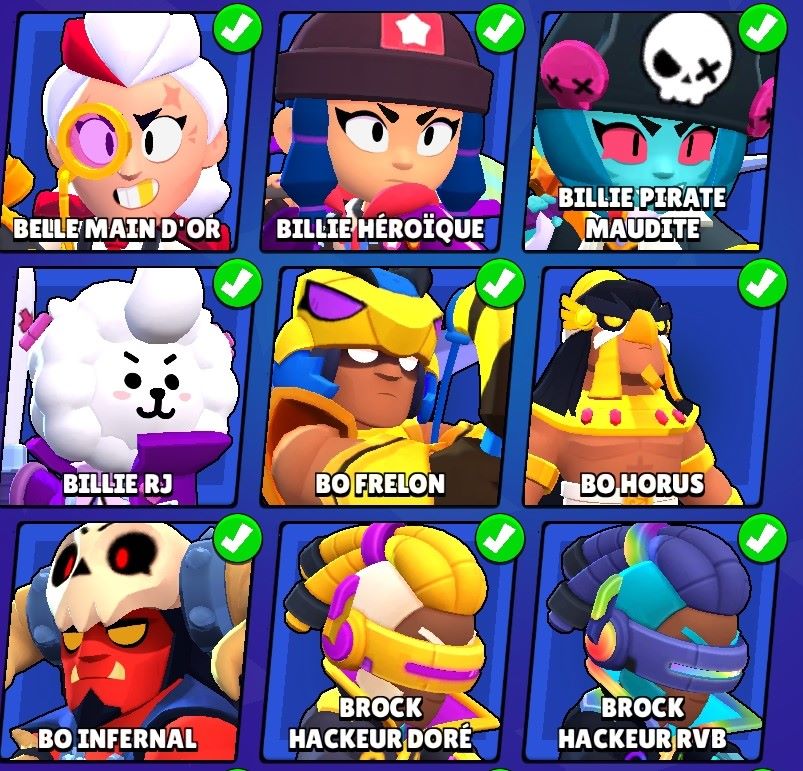 BELLE MAIN D'OR
BILLIE HÉROÏQUE
BILLIE PIRATE
MAUDITE
BILLIE RJ
BO FRELON
BO HORUS
BO INFERNAL
BROCK
HACKEUR DORÉ
BROCK
HACKEUR RVB